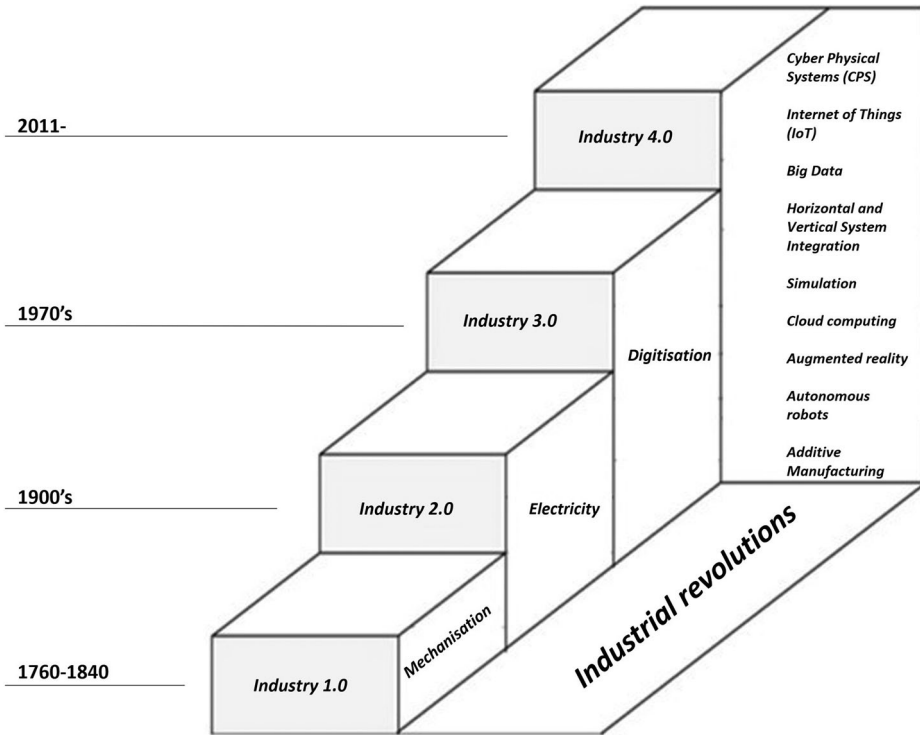 Cyber Physical
Systems (CPS)
2011-
Industry 4.0
Internet of Things
(IoT)
Big Data
Horizontal and
Vertical System
Integration
Simulation
1970's
Industry 3.0
Cloud computing
Digitisation
Augmented reality
Autonomous
robots
Additive
Manufacturing
1900's
Industry 2.0
Electricity
Industrial revolutions
Mechanisation
1760-1840
Industry 1.0